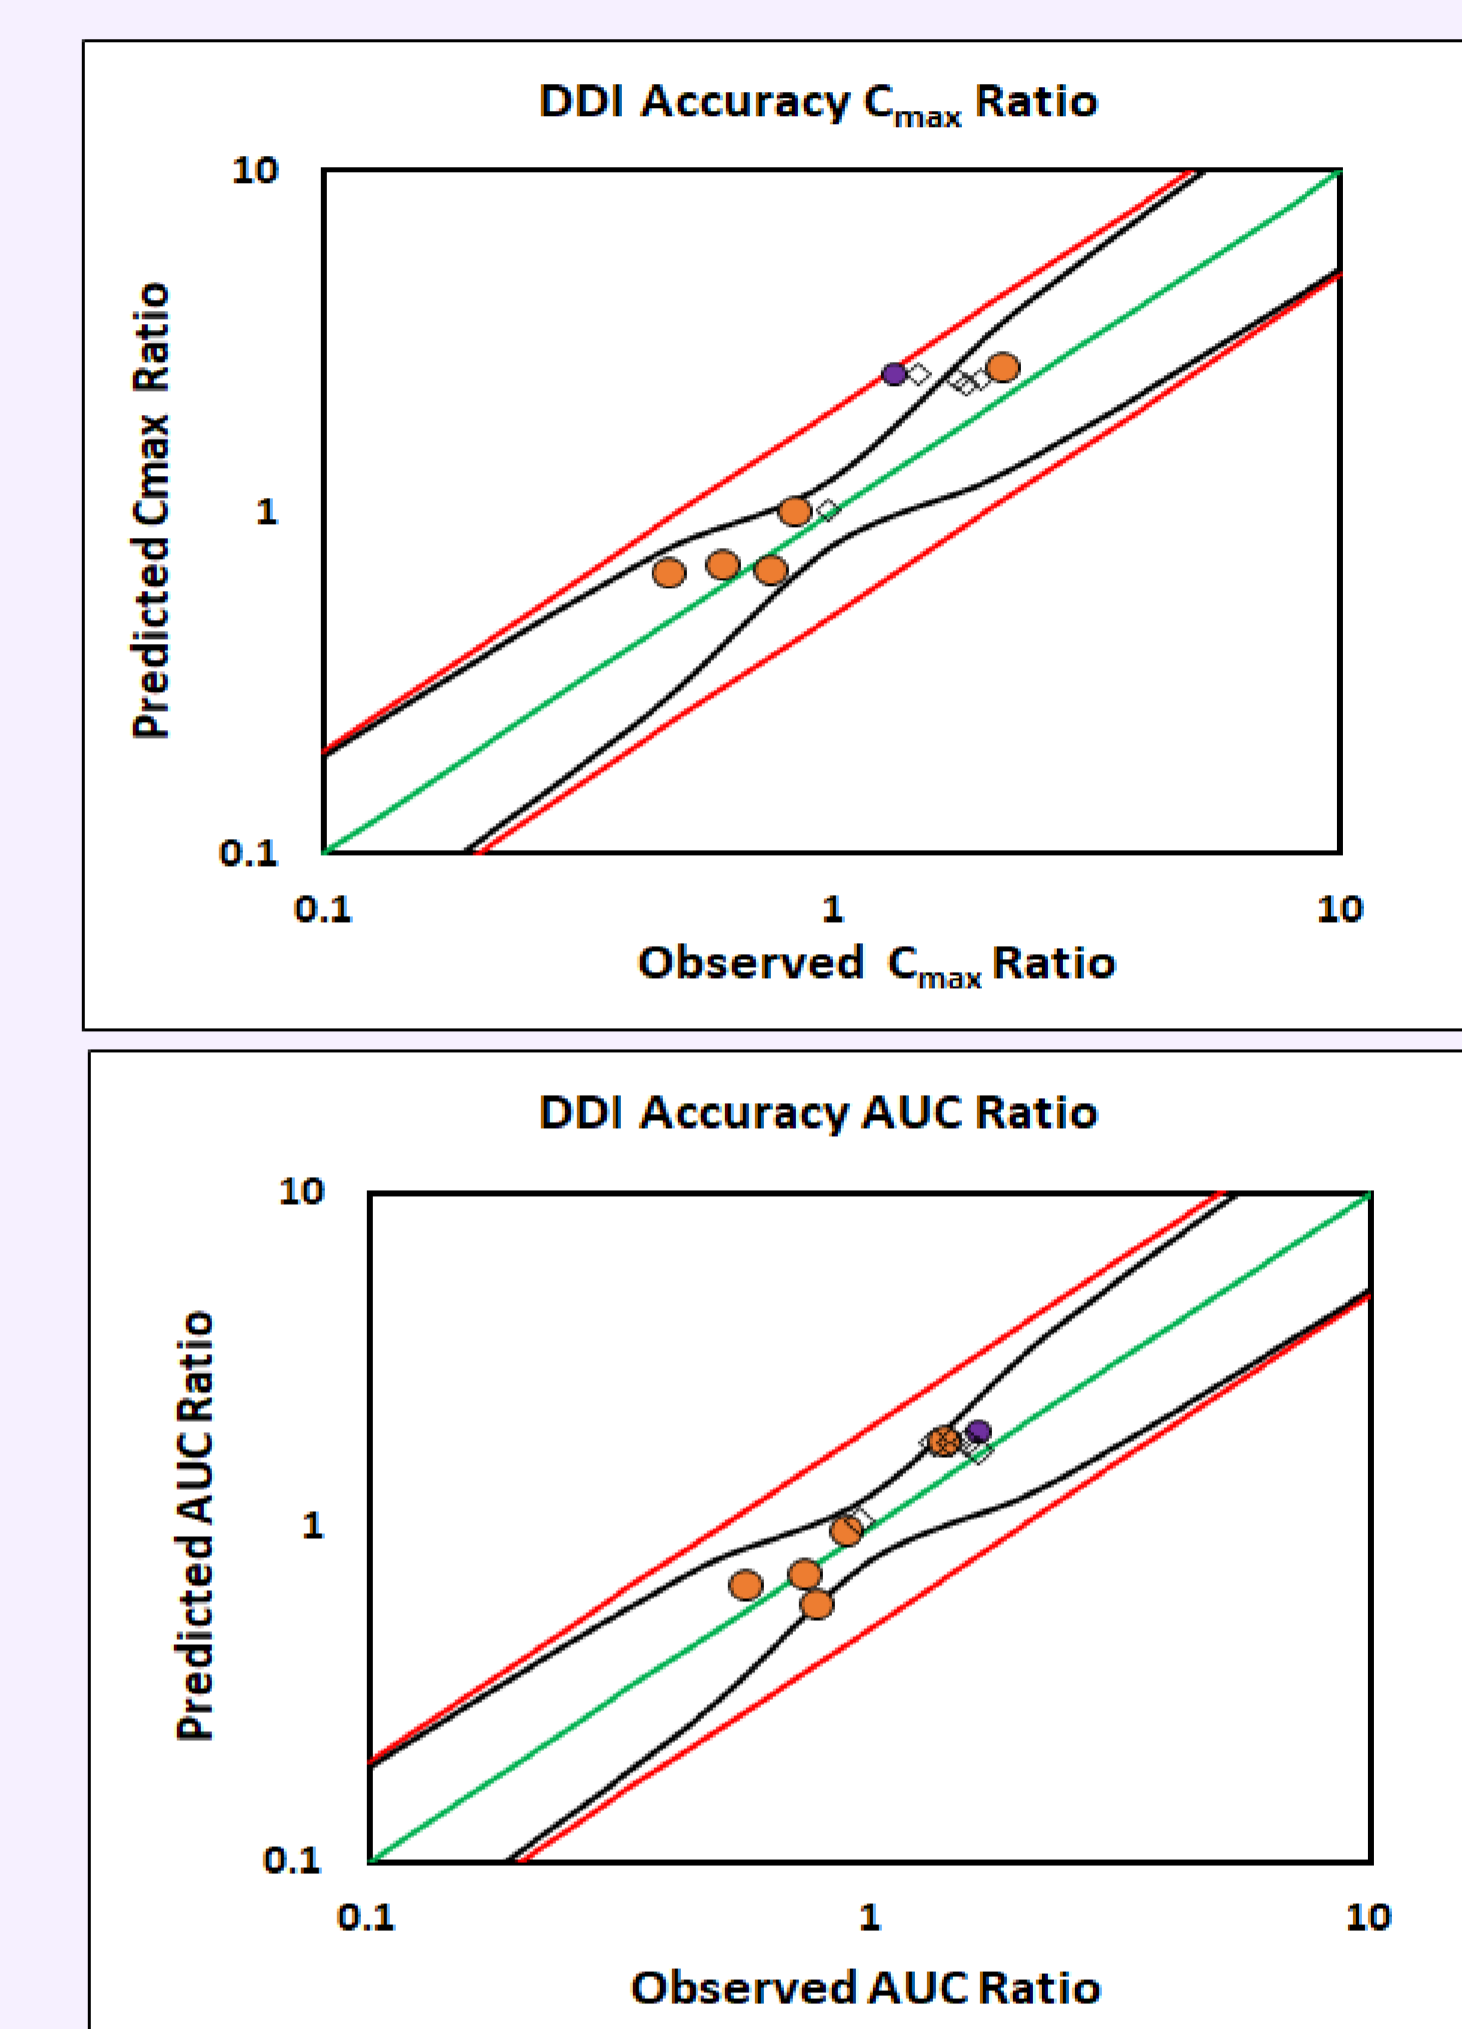 DDI Accuracy Cmax Ratio
10
1
0.1
Predicted Cmax Ratio
0.1 1 10
Observed Cmax Ratio
DDI Accuracy AUC Ratio
10
1
0.1
Predicted AUC Ratio
0.1 1 10
Observed AUC Ratio